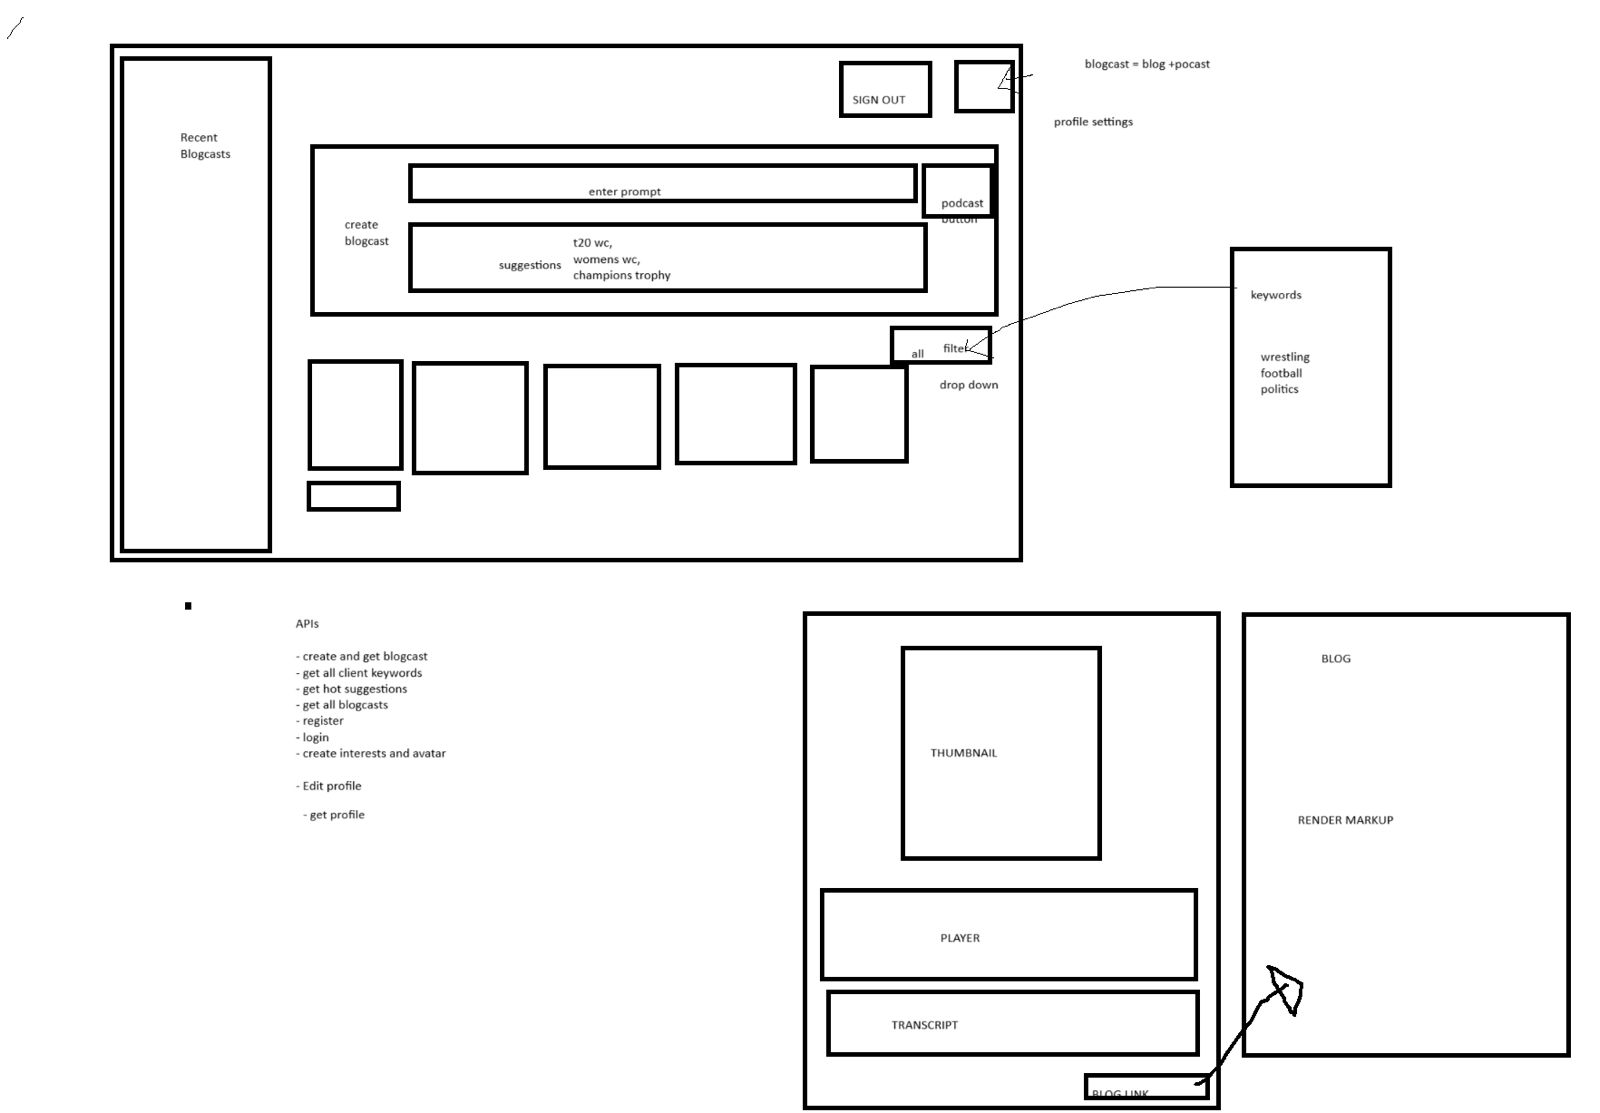 blogcast = blog +pocast
SIGN OUT
profile settings
Recent
Blogcasts
enter prompt
podcast
button
create
blogcast
suggestions
t20 wc,
womens wc,
champions trophy
keywords
wrestling
football
politics
all
filter
drop down
APIs
- create and get blogcast
- get all client keywords
- get hot suggestions
- get all blogcasts
- register
- login
- create interests and avatar
- Edit profile
- get profile
THUMBNAIL
PLAYER
TRANSCRIPT
BLOG LINK
BLOG
RENDER MARKUP